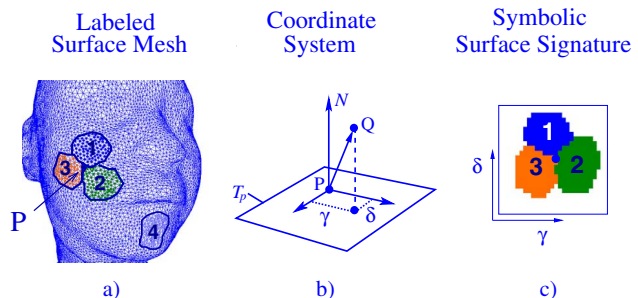 Labeled
Surface Mesh
Coordinate
System
Symbolic
Surface Signature
1
3
2
4
P
a)
N
Q
P
T_p
γ
δ
b)
1
3
2
δ
γ
c)